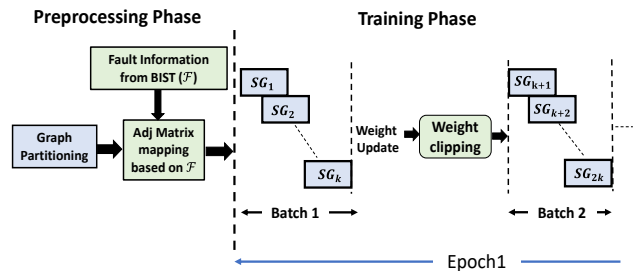 Preprocessing Phase
Training Phase
Fault Information
from BIST (ℱ)
Graph
Partitioning
Adj Matrix
mapping
based on ℱ
SG₁
SG₂
SGₖ
Batch 1
Weight
Update
Weight
clipping
SGₖ₊₁
SGₖ₊₂
SG₂ₖ
Batch 2
Epoch1